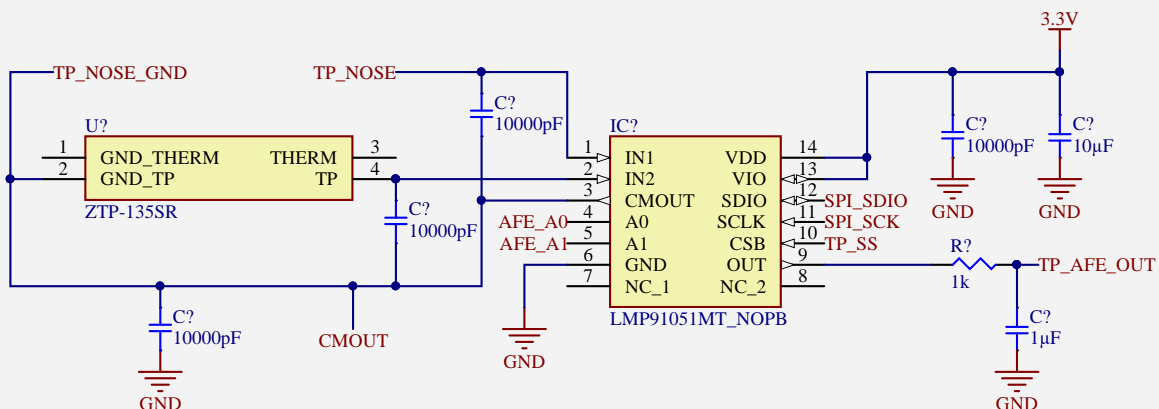 3.3V
TP_NOSE_GND
TP_NOSE
C?
10000pF
U?
1 GND_THERM THERM 3
2 GND_TP TP 4
ZTP-135SR
C?
10000pF
C?
10000pF
GND
CMOUT
IC?
1 IN1 VDD 14
2 IN2 VIO 13
3 CMOUT SDIO 12 SPI_SDIO
AFE_A0 4 A0 SCLK 11 SPI_SCK
AFE_A1 5 A1 CSB 10 TP_SS
6 GND OUT 9
7 NC_1 NC_2 8
LMP91051MT_NOPB
GND
C?
10000pF
GND
C?
10µF
GND
R?
1k
TP_AFE_OUT
C?
1µF
GND